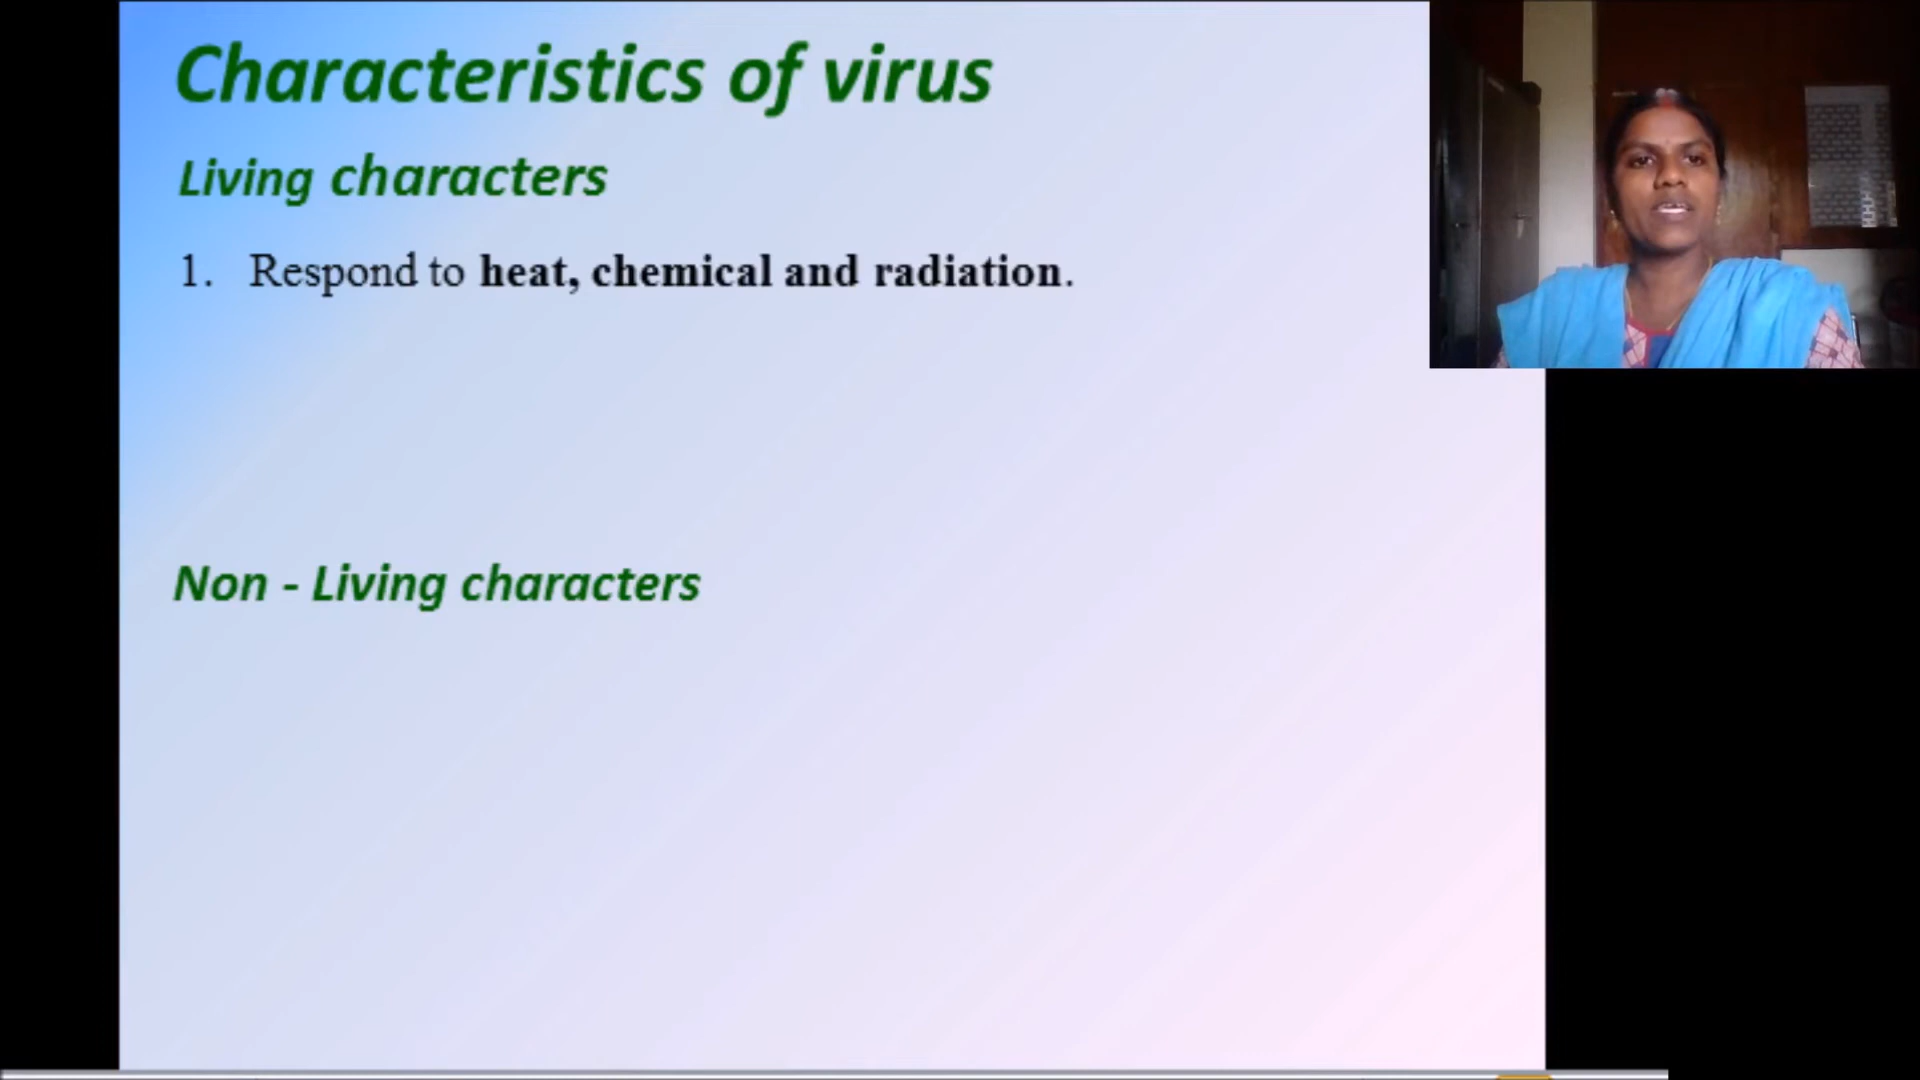 Characteristics of virus
Living characters
1. Respond to heat, chemical and radiation.
Non - Living characters